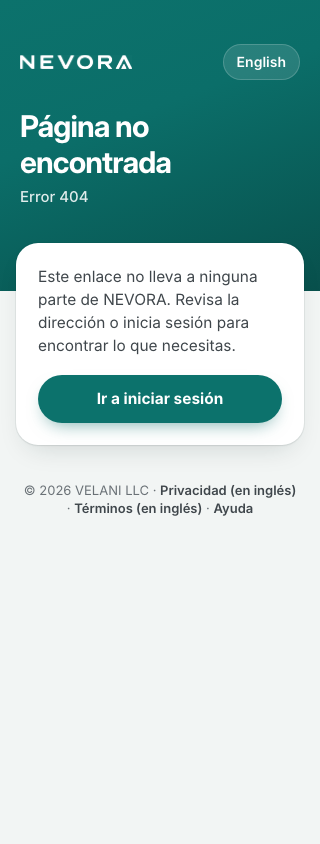 NEVORA
English
Página no
encontrada
Error 404
Este enlace no lleva a ninguna
parte de NEVORA. Revisa la
dirección o inicia sesión para
encontrar lo que necesitas.
Ir a iniciar sesión
© 2026 VELANI LLC · Privacidad (en inglés)
· Términos (en inglés) · Ayuda